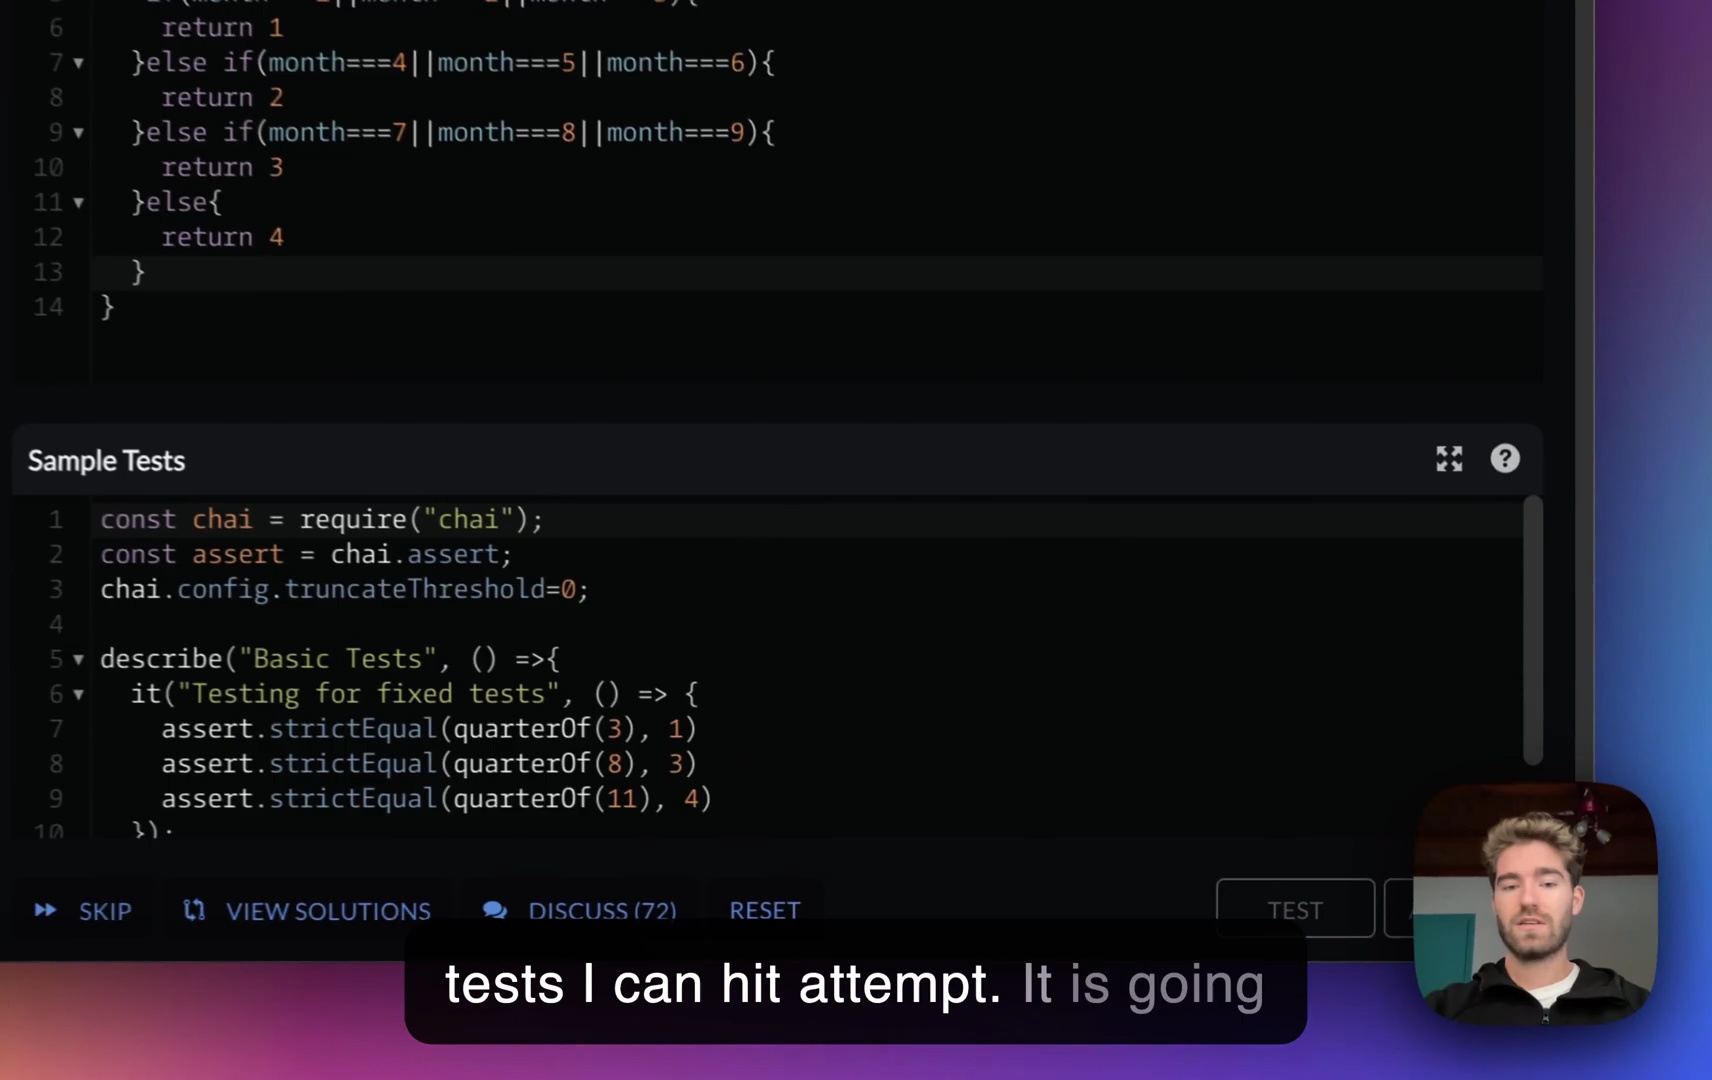 6 return 1
7 }else if(month===4||month===5||month===6){
8 return 2
9 }else if(month===7||month===8||month===9){
10 return 3
11 }else{
12 return 4
13 }
14 }
Sample Tests
1 const chai = require("chai");
2 const assert = chai.assert;
3 chai.config.truncateThreshold=0;
4
5 describe("Basic Tests", () =>{
6 it("Testing for fixed tests", () => {
7 assert.strictEqual(quarterOf(3), 1)
8 assert.strictEqual(quarterOf(8), 3)
9 assert.strictEqual(quarterOf(11), 4)
10 });
SKIP VIEW SOLUTIONS DISCUSS (72) RESET TEST
tests I can hit attempt. It is going